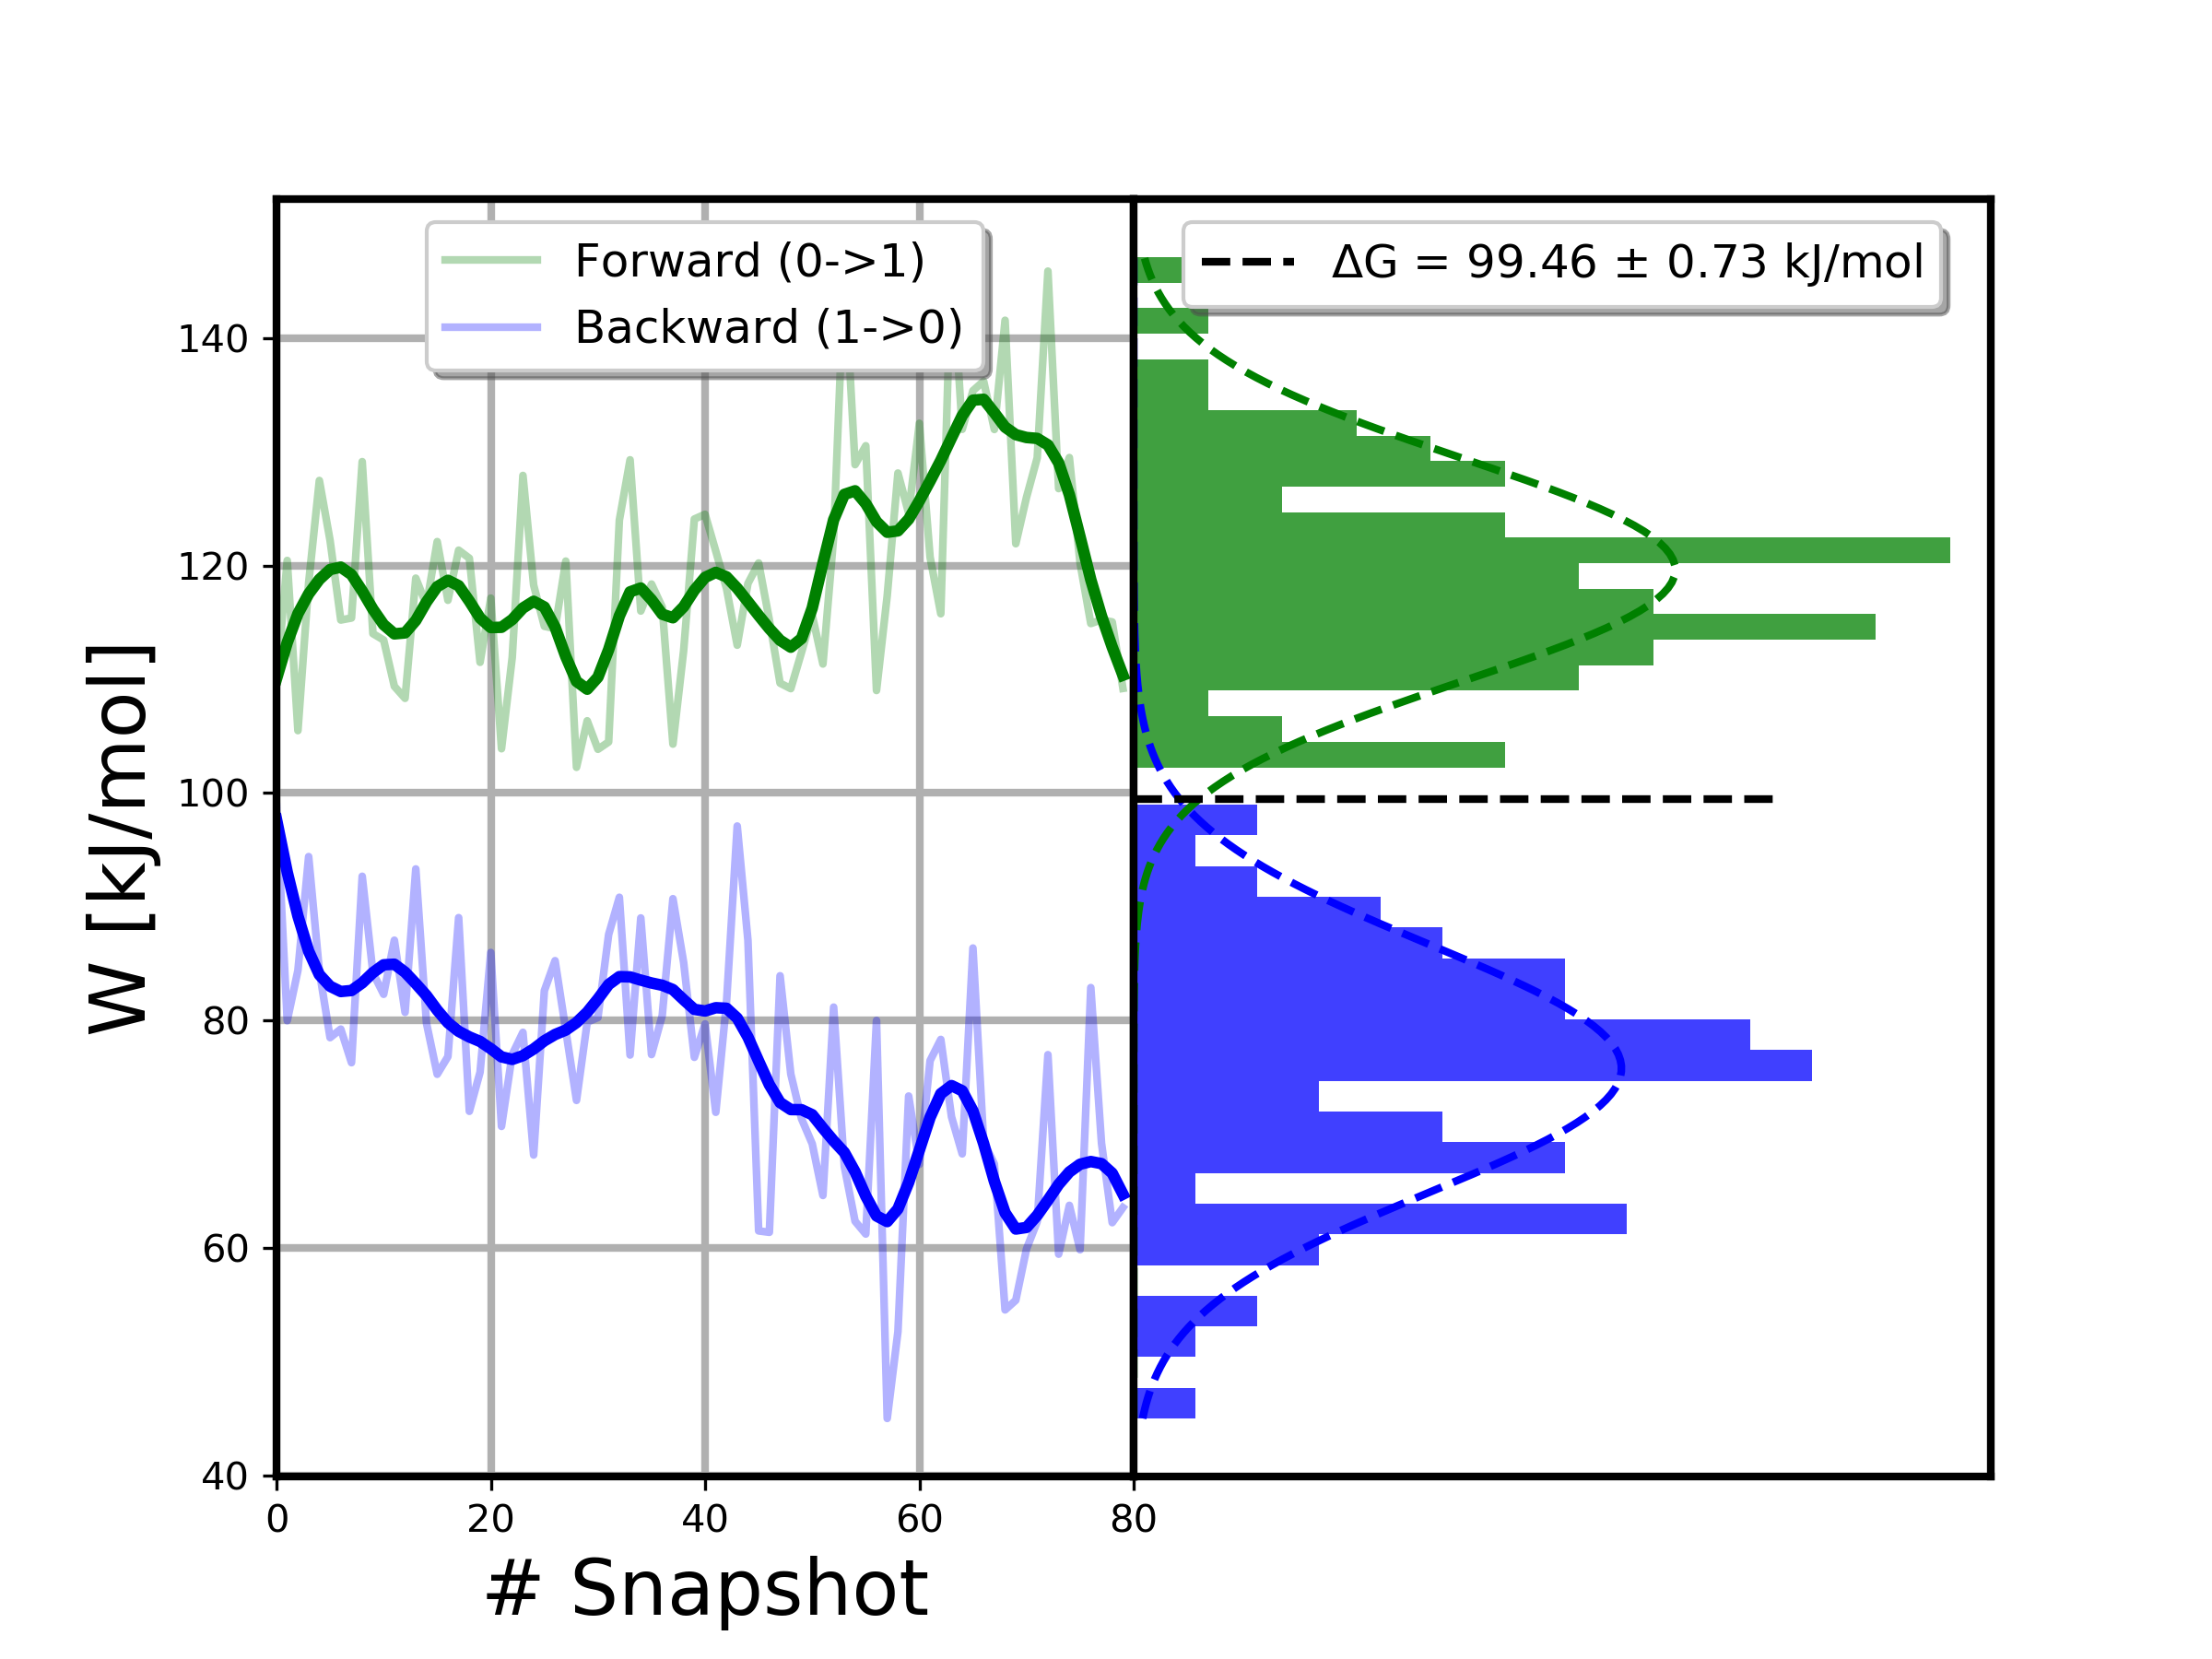 Forward (0->1)
Backward (1->0)
ΔG = 99.46 ± 0.73 kJ/mol
W [kJ/mol]
140
120
100
80
60
40
0 20 40 60 80
# Snapshot